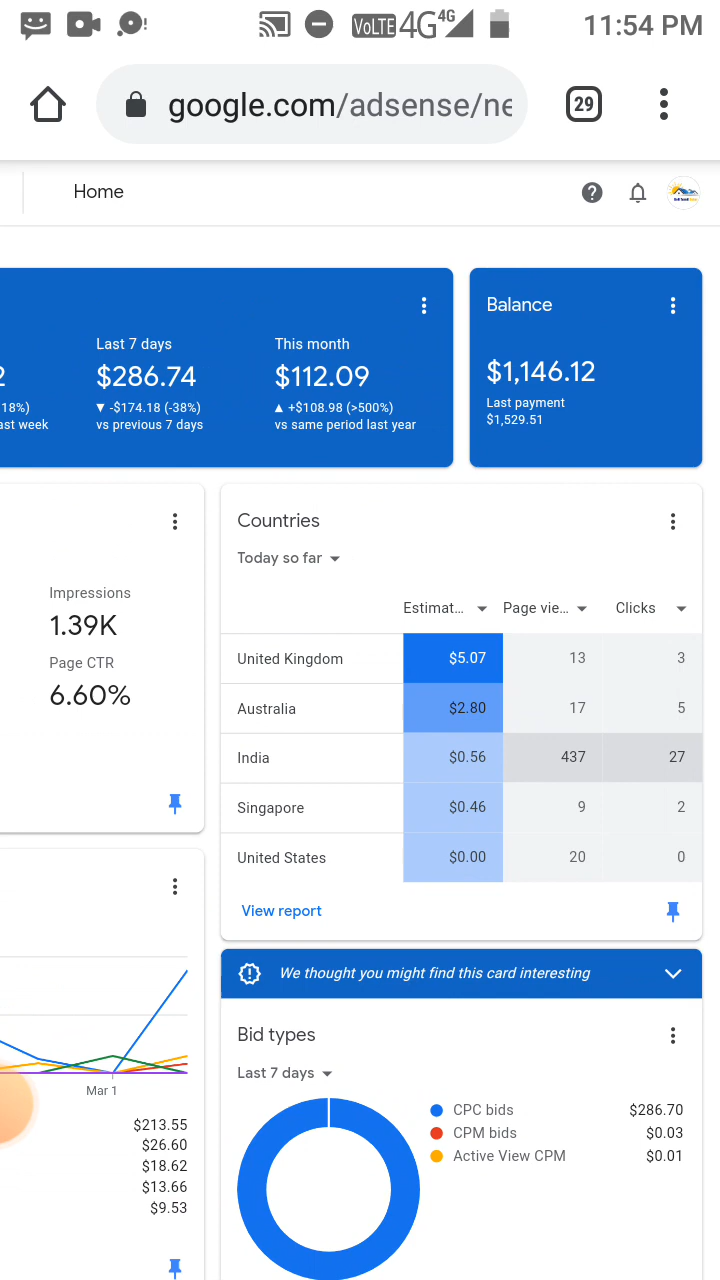 11:54 PM
VoLTE 4G 4G
google.com/adsense/ne
29
Home
2
18%)
ast week
Last 7 days
$286.74
▼ -$174.18 (-38%)
vs previous 7 days
This month
$112.09
▲ +$108.98 (>500%)
vs same period last year
Balance
$1,146.12
Last payment
$1,529.51
Impressions
1.39K
Page CTR
6.60%
Countries
Today so far
Estimat... Page vie... Clicks
United Kingdom $5.07 13 3
Australia $2.80 17 5
India $0.56 437 27
Singapore $0.46 9 2
United States $0.00 20 0
View report
We thought you might find this card interesting
Mar 1
$213.55
$26.60
$18.62
$13.66
$9.53
Bid types
Last 7 days
CPC bids $286.70
CPM bids $0.03
Active View CPM $0.01